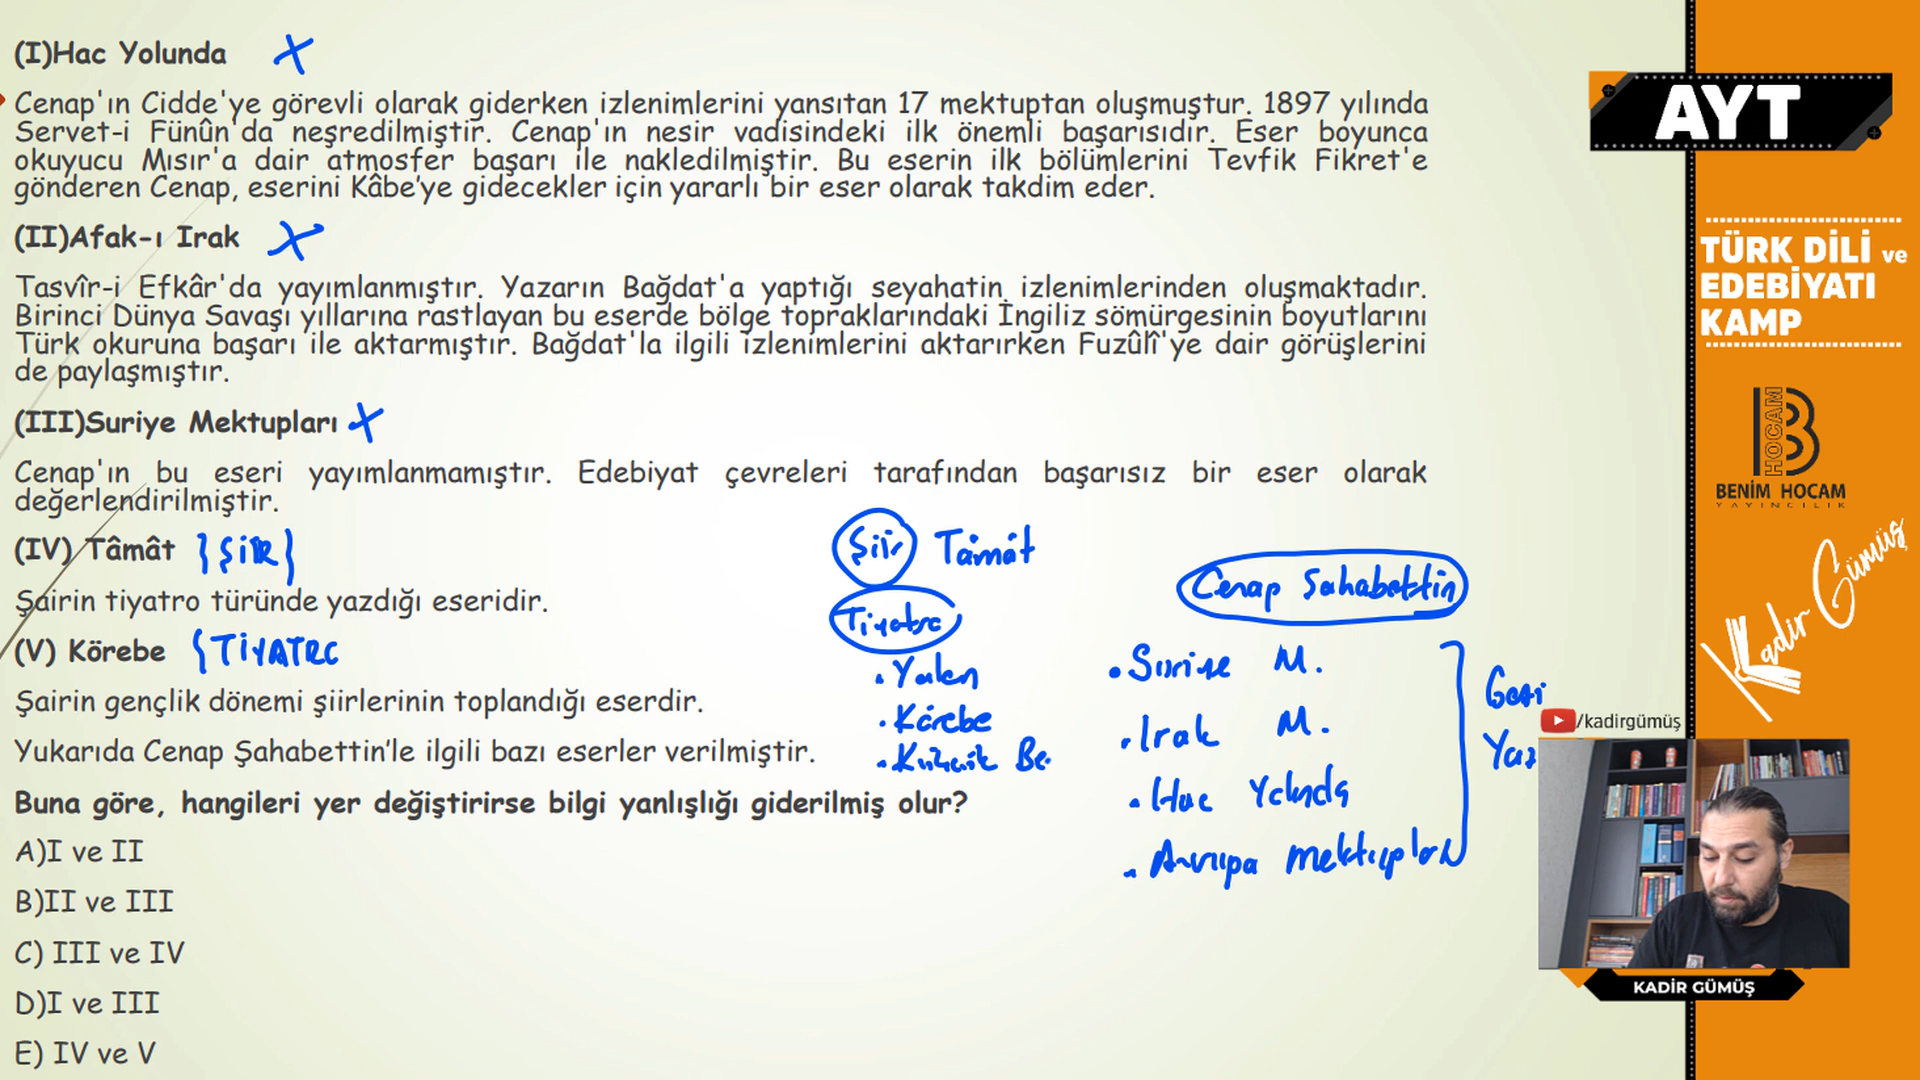 (I)Hac Yolunda
Cenap'ın Cidde'ye görevli olarak giderken izlenimlerini yansıtan 17 mektuptan oluşmuştur. 1897 yılında
Servet-i Fünûn'da neşredilmiştir. Cenap'ın nesir vadisindeki ilk önemli başarısıdır. Eser boyunca
okuyucu Mısır'a dair atmosfer başarı ile nakledilmiştir. Bu eserin ilk bölümlerini Tevfik Fikret'e
gönderen Cenap, eserini Kâbe'ye gidecekler için yararlı bir eser olarak takdim eder.
(II)Afak-ı Irak
Tasvîr-i Efkâr'da yayımlanmıştır. Yazarın Bağdat'a yaptığı seyahatin izlenimlerinden oluşmaktadır.
Birinci Dünya Savaşı yıllarına rastlayan bu eserde bölge topraklarındaki İngiliz sömürgesinin boyutlarını
Türk okuruna başarı ile aktarmıştır. Bağdat'la ilgili izlenimlerini aktarırken Fuzûlî'ye dair görüşlerini
de paylaşmıştır.
(III)Suriye Mektupları
Cenap'ın bu eseri yayımlanmamıştır. Edebiyat çevreleri tarafından başarısız bir eser olarak
değerlendirilmiştir.
(IV) Tâmât {ŞiiR}
Şairin tiyatro türünde yazdığı eseridir.
(V) Körebe {TİYATRO
Şairin gençlik dönemi şiirlerinin toplandığı eserdir.
Yukarıda Cenap Şahabettin'le ilgili bazı eserler verilmiştir.
Buna göre, hangileri yer değiştirirse bilgi yanlışlığı giderilmiş olur?
A)I ve II
B)II ve III
C) III ve IV
D)I ve III
E) IV ve V
Şiir Tâmât
Tiyatro
. Yalan
. Körebe
. Küçük Be.
Cenap Şahabettin
. Suriye M.
. Irak M.
. Hac Yolında
. Avrupa Mektupları
Gezi
Yaz
AYT
TÜRK DİLİ ve
EDEBİYATI
KAMP
B
HOCAM
BENİM HOCAM
YAYINCILIK
Kadir Gümüş
/kadirgümüş
KADİR GÜMÜŞ